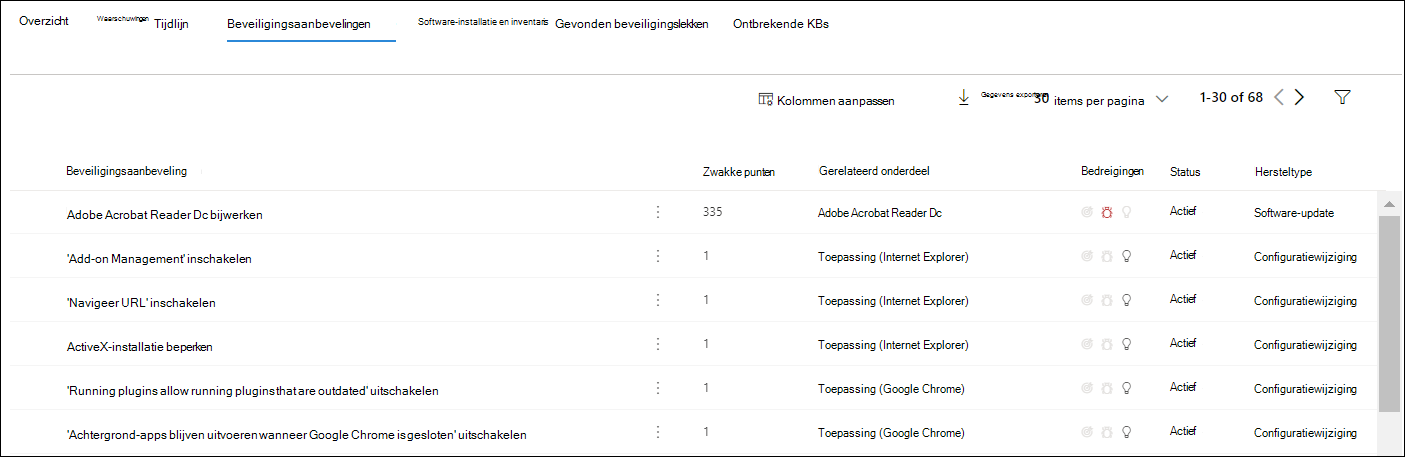 Overzicht Waarschuwingen Tijdlijn Beveiligingsaanbevelingen Software-installatie en inventaris Gevonden beveiligingslekken Ontbrekende KBs
Kolommen aanpassen Gegevens exporteren 30 items per pagina 1-30 of 68
Beveiligingsaanbeveling Zwakke punten Gerelateerd onderdeel Bedreigingen Status Hersteltype
Adobe Acrobat Reader Dc bijwerken 335 Adobe Acrobat Reader Dc Actief Software-update
'Add-on Management' inschakelen 1 Toepassing (Internet Explorer) Actief Configuratiewijziging
'Navigeer URL' inschakelen 1 Toepassing (Internet Explorer) Actief Configuratiewijziging
ActiveX-installatie beperken 1 Toepassing (Internet Explorer) Actief Configuratiewijziging
'Running plugins allow running plugins that are outdated' uitschakelen 1 Toepassing (Google Chrome) Actief Configuratiewijziging
'Achtergrond-apps blijven uitvoeren wanneer Google Chrome is gesloten' uitschakelen 1 Toepassing (Google Chrome) Actief Configuratiewijziging